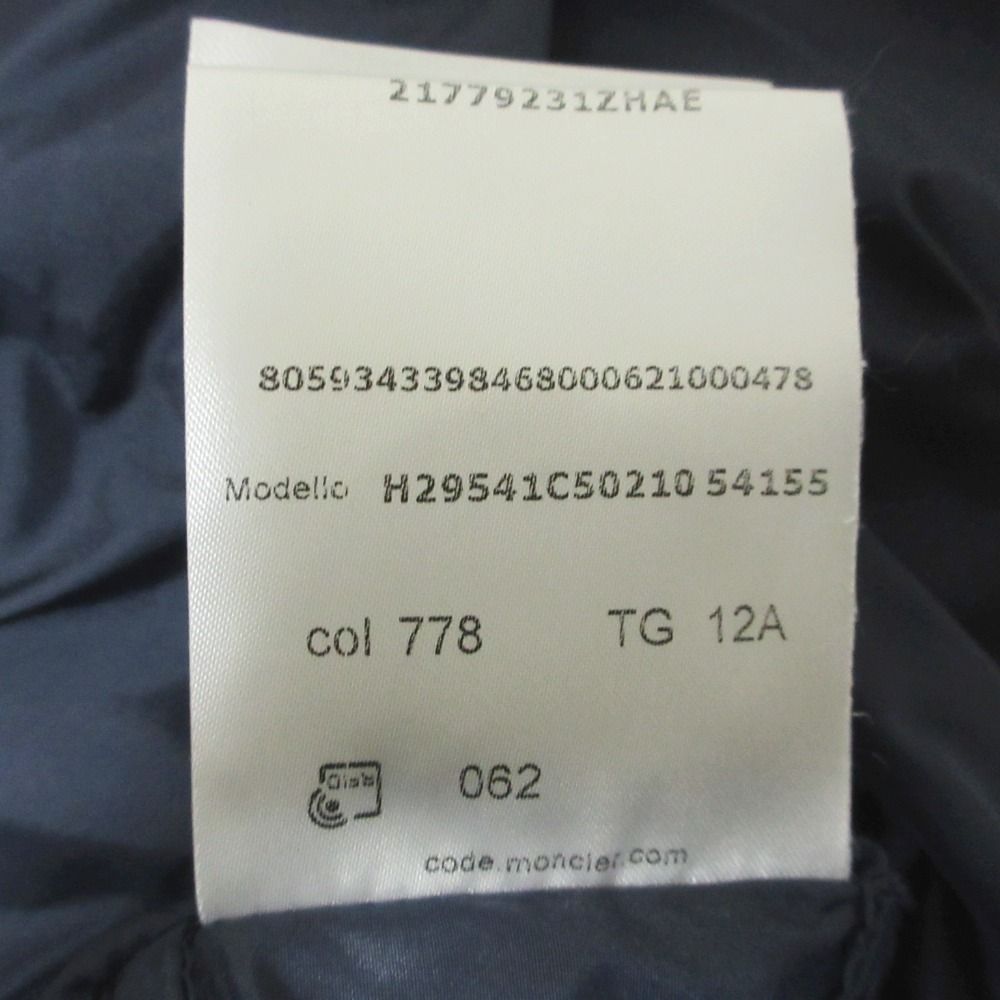 21779231ZHAE
8059343398468000621000478
Modello H29541C50210 54155
col 778 TG 12A
062
code.moncler.com